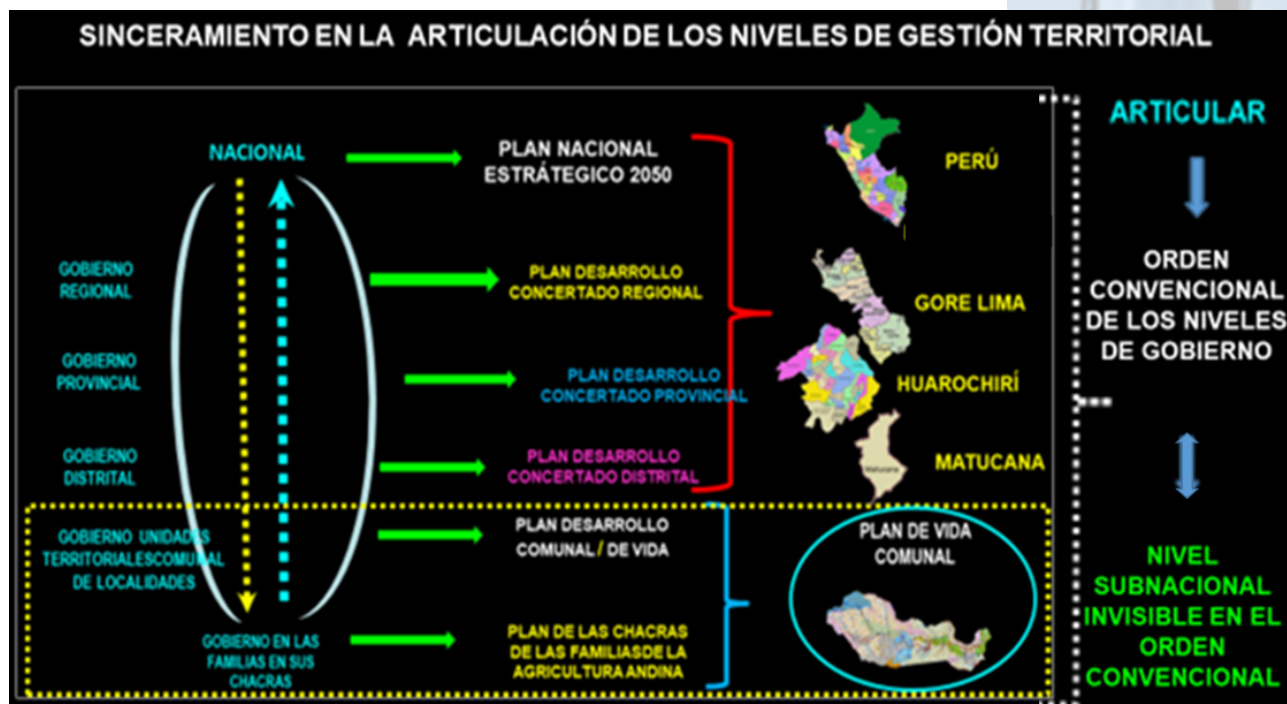 SINCERAMIENTO EN LA ARTICULACIÓN DE LOS NIVELES DE GESTIÓN TERRITORIAL
NACIONAL
PLAN NACIONAL
ESTRÁTEGICO 2050
PERÚ
GOBIERNO
REGIONAL
PLAN DESARROLLO
CONCERTADO REGIONAL
GORE LIMA
GOBIERNO
PROVINCIAL
PLAN DESARROLLO
CONCERTADO PROVINCIAL
HUAROCHIRÍ
GOBIERNO
DISTRITAL
PLAN DESARROLLO
CONCERTADO DISTRITAL
Matucana
MATUCANA
GOBIERNO UNIDADES
TERRITORIALESCOMUNAL
DE LOCALIDADES
PLAN DESARROLLO
COMUNAL / DE VIDA
PLAN DE VIDA
COMUNAL
GOBIERNO EN LAS
FAMILIAS EN SUS
CHACRAS
PLAN DE LAS CHACRAS
DE LAS FAMILIASDE LA
AGRICULTURA ANDINA
ARTICULAR
ORDEN
CONVENCIONAL
DE LOS NIVELES
DE GOBIERNO
NIVEL
SUBNACIONAL
INVISIBLE EN EL
ORDEN
CONVENCIONAL